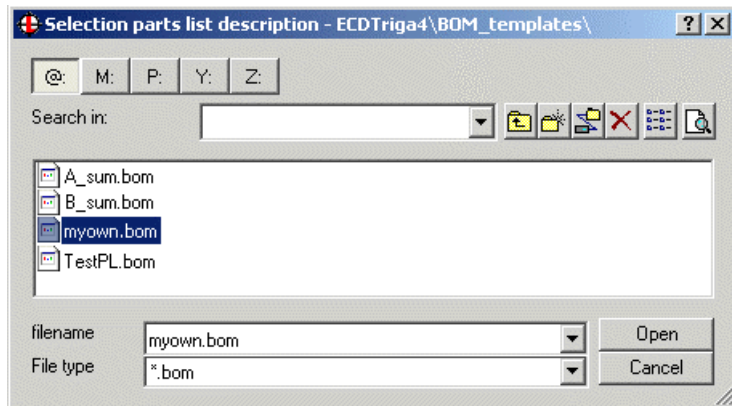 Selection parts list description - ECDTriga4\BOM_templates\
@: M: P: Y: Z:
Search in:
A_sum.bom
B_sum.bom
myown.bom
TestPL.bom
filename myown.bom Open
File type *.bom Cancel